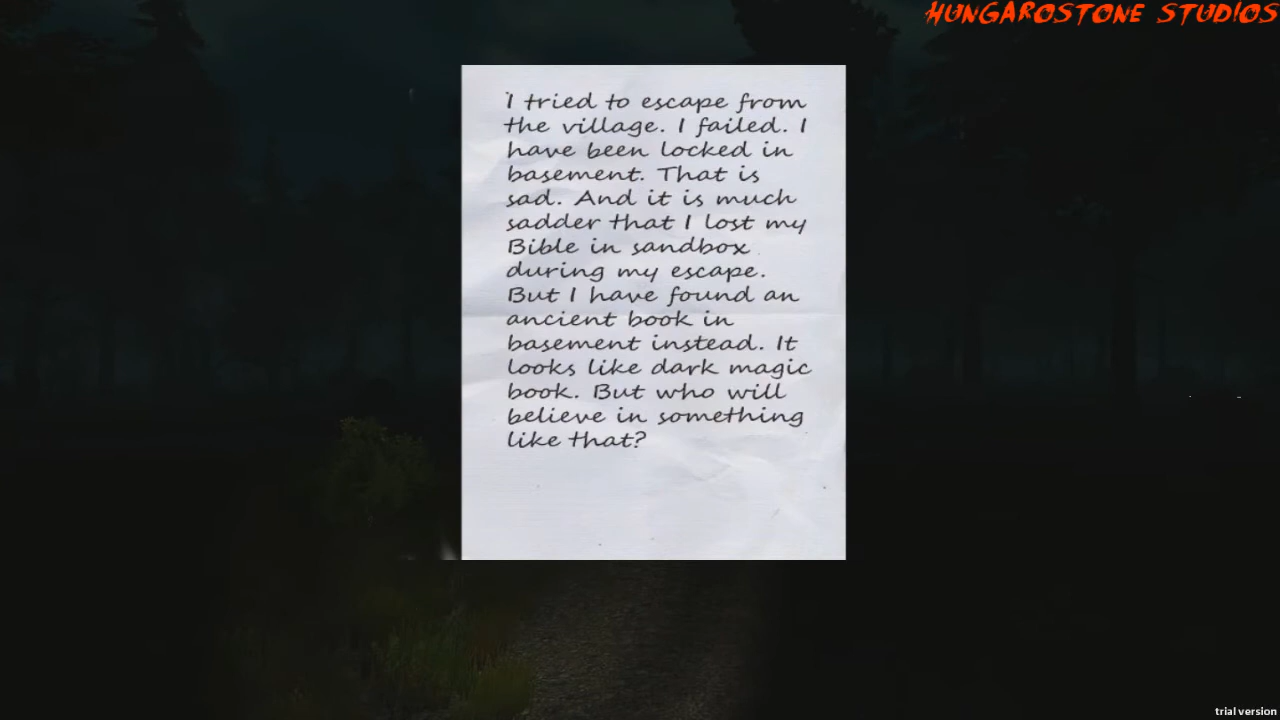 HUNGAROSTONE STUDIOS
I tried to escape from
the village. I failed. I
have been locked in
basement. That is
sad. And it is much
sadder that I lost my
Bible in sandbox
during my escape.
But I have found an
ancient book in
basement instead. It
looks like dark magic
book. But who will
believe in something
like that?
trial version